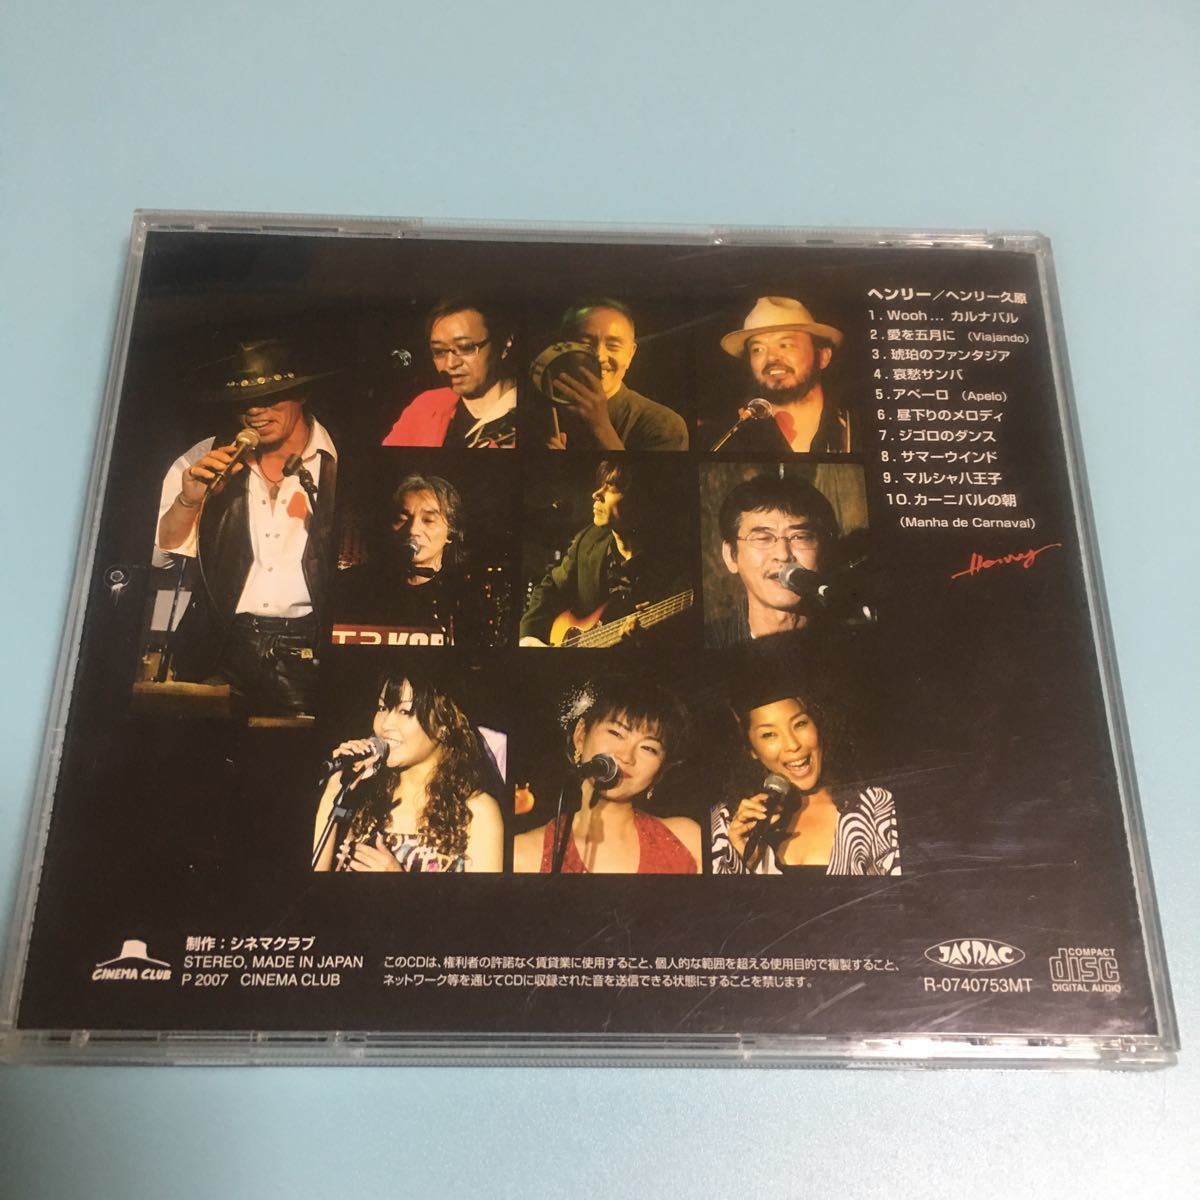 ヘンリー／ヘンリー久原
1. Wooh... カルナバル
2. 愛を五月に (Viajando)
3. 琥珀のファンタジア
4. 哀愁サンバ
5. アペーロ (Apelo)
6. 昼下りのメロディ
7. ジゴロのダンス
8. サマーウインド
9. マルシャ八王子
10. カーニバルの朝
(Manha de Carnaval)
Henry
CINEMA CLUB
制作：シネマクラブ
STEREO, MADE IN JAPAN
P 2007 CINEMA CLUB
このCDは、権利者の許諾なく賃貸業に使用すること、個人的な範囲を超える使用目的で複製すること、
ネットワーク等を通じてCDに収録された音を送信できる状態にすることを禁じます。
JASRAC
R-0740753MT
COMPACT
disc
DIGITAL AUDIO